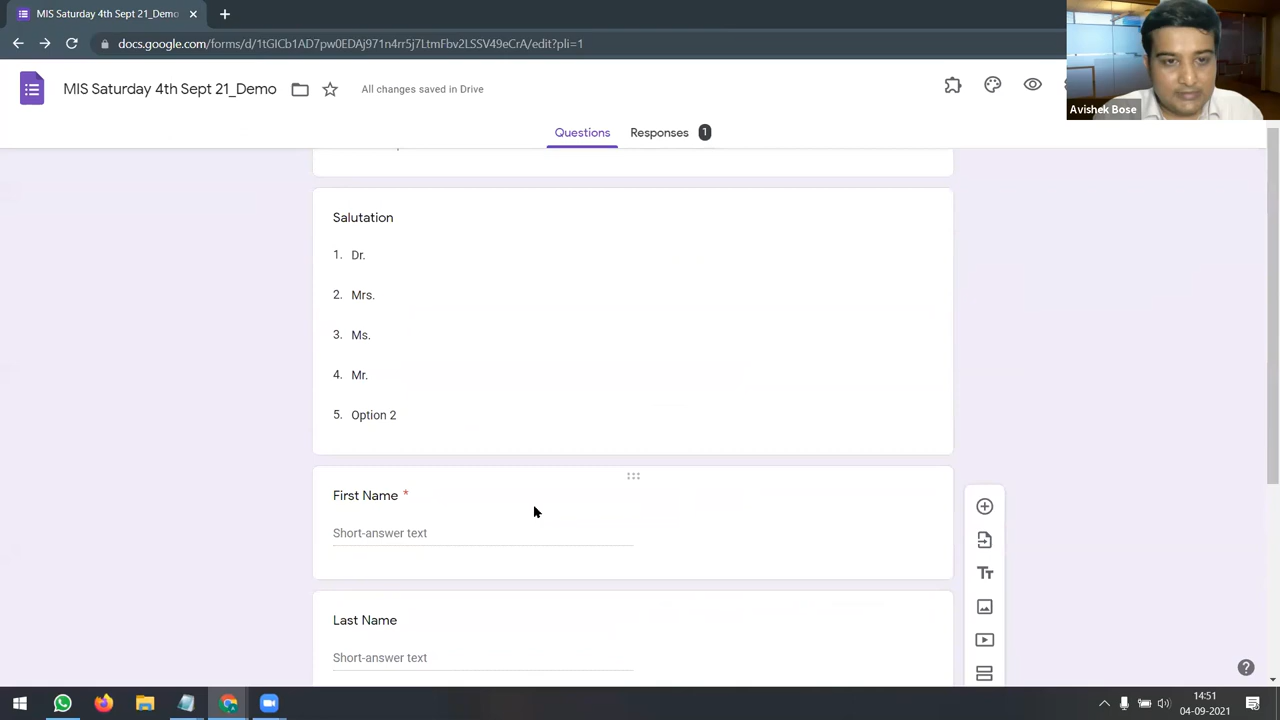 MIS Saturday 4th Sept 21_Demo
docs.google.com/forms/d/1tGICb1AD7pw0EDAj971n4rr5j7LtmFbv2LSSV49eCrA/edit?pli=1
MIS Saturday 4th Sept 21_Demo
All changes saved in Drive
Avishek Bose
Questions
Responses 1
Salutation
1. Dr.
2. Mrs.
3. Ms.
4. Mr.
5. Option 2
First Name *
Short-answer text
Last Name
Short-answer text
14:51
04-09-2021